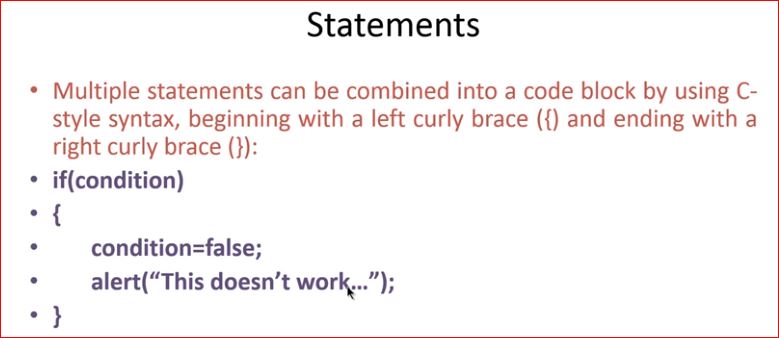 Statements
• Multiple statements can be combined into a code block by using C-
style syntax, beginning with a left curly brace ({) and ending with a
right curly brace (}):
• if(condition)
• {
• condition=false;
• alert(“This doesn’t work…”);
• }